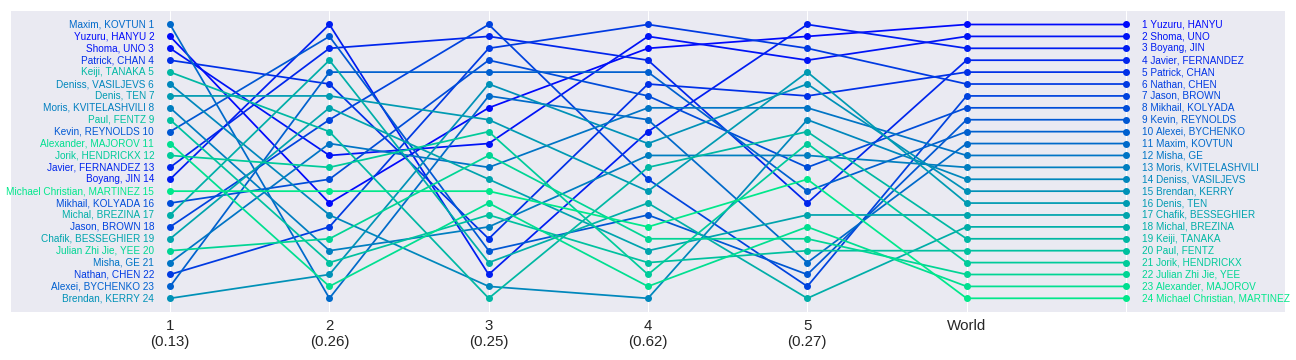 Maxim, KOVTUN 1
Yuzuru, HANYU 2
Shoma, UNO 3
Patrick, CHAN 4
Keiji, TANAKA 5
Deniss, VASILJEVS 6
Denis, TEN 7
Moris, KVITELASHVILI 8
Paul, FENTZ 9
Kevin, REYNOLDS 10
Alexander, MAJOROV 11
Jorik, HENDRICKX 12
Javier, FERNANDEZ 13
Boyang, JIN 14
Michael Christian, MARTINEZ 15
Mikhail, KOLYADA 16
Michal, BREZINA 17
Jason, BROWN 18
Chafik, BESSEGHIER 19
Julian Zhi Jie, YEE 20
Misha, GE 21
Nathan, CHEN 22
Alexei, BYCHENKO 23
Brendan, KERRY 24
1 Yuzuru, HANYU
2 Shoma, UNO
3 Boyang, JIN
4 Javier, FERNANDEZ
5 Patrick, CHAN
6 Nathan, CHEN
7 Jason, BROWN
8 Mikhail, KOLYADA
9 Kevin, REYNOLDS
10 Alexei, BYCHENKO
11 Maxim, KOVTUN
12 Misha, GE
13 Moris, KVITELASHVILI
14 Deniss, VASILJEVS
15 Brendan, KERRY
16 Denis, TEN
17 Chafik, BESSEGHIER
18 Michal, BREZINA
19 Keiji, TANAKA
20 Paul, FENTZ
21 Jorik, HENDRICKX
22 Julian Zhi Jie, YEE
23 Alexander, MAJOROV
24 Michael Christian, MARTINEZ
1 2 3 4 5 World
(0.13) (0.26) (0.25) (0.62) (0.27)